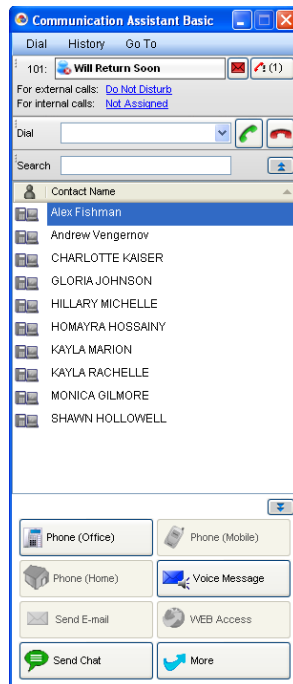 Communication Assistant Basic
Dial History Go To
101: Will Return Soon (1)
For external calls: Do Not Disturb
For internal calls: Not Assigned
Dial
Search
Contact Name
Alex Fishman
Andrew Vengernov
CHARLOTTE KAISER
GLORIA JOHNSON
HILLARY MICHELLE
HOMAYRA HOSSAINY
KAYLA MARION
KAYLA RACHELLE
MONICA GILMORE
SHAWN HOLLOWELL
Phone (Office) Phone (Mobile)
Phone (Home) Voice Message
Send E-mail WEB Access
Send Chat More